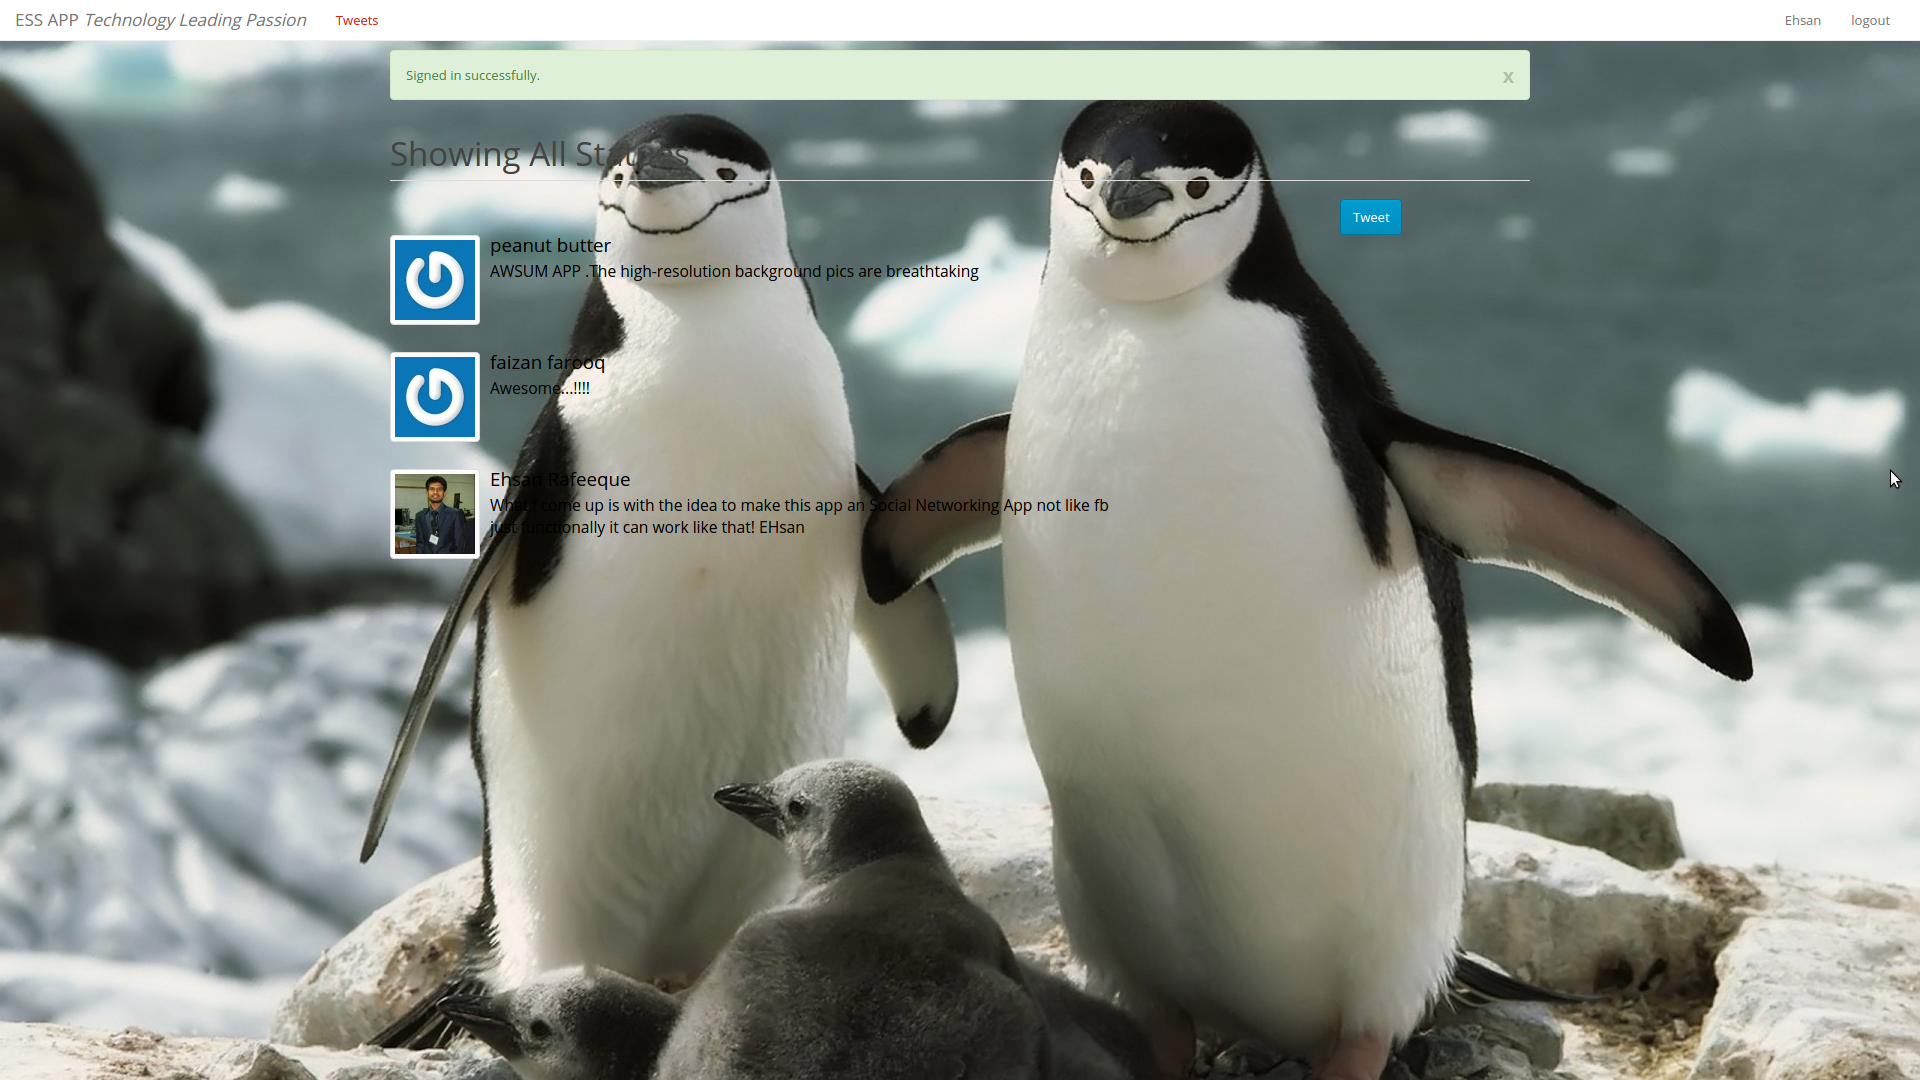 ESS APP Technology Leading Passion
Tweets
Ehsan
logout
Signed in successfully.
x
Showing All Statuses
Tweet
peanut butter
AWSUM APP .The high-resolution background pics are breathtaking
faizan farooq
Awesome...!!!!
Ehsan Rafeeque
What I come up is with the idea to make this app an Social Networking App not like fb
just functionally it can work like that! EHsan